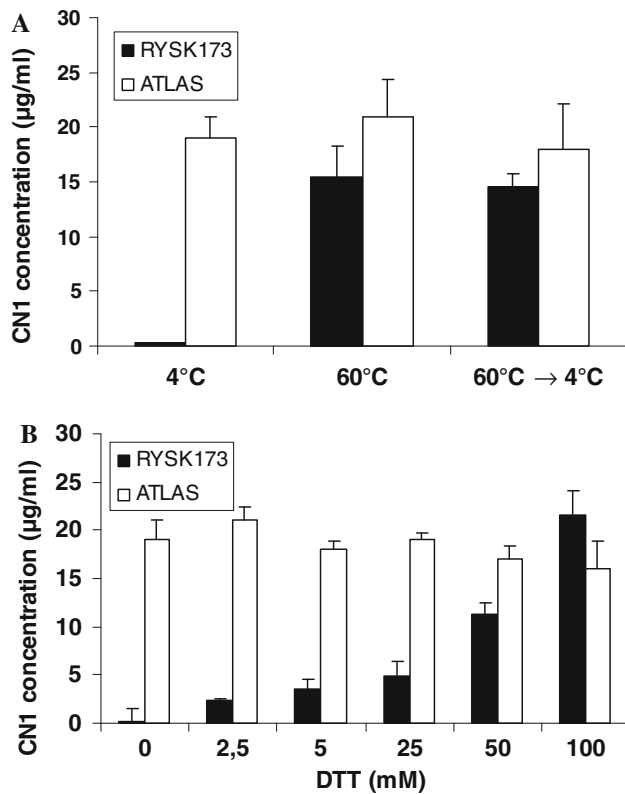 A
RYSK173
ATLAS
CN1 concentration (µg/ml)
30
25
20
15
10
5
0
4°C 60°C 60°C → 4°C
B
RYSK173
ATLAS
CN1 concentration (µg/ml)
30
25
20
15
10
5
0
0 2,5 5 25 50 100
DTT (mM)